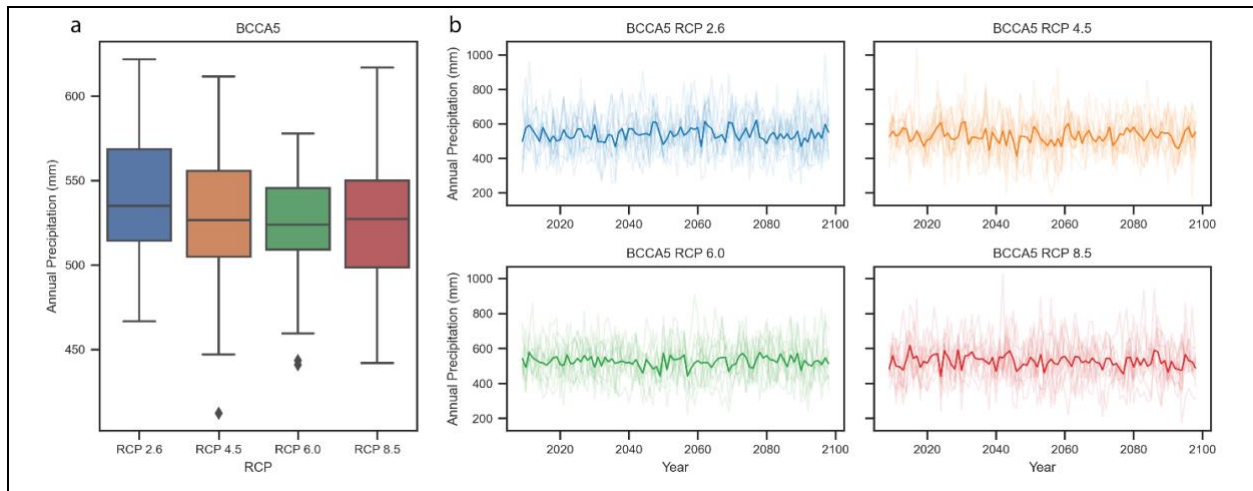 a
BCCA5
Annual Precipitation (mm)
600
550
500
450
RCP 2.6 RCP 4.5 RCP 6.0 RCP 8.5
RCP
b
BCCA5 RCP 2.6
Annual Precipitation (mm)
1000
800
600
400
200
2020 2040 2060 2080 2100
BCCA5 RCP 4.5
2020 2040 2060 2080 2100
BCCA5 RCP 6.0
Annual Precipitation (mm)
1000
800
600
400
200
2020 2040 2060 2080 2100
Year
BCCA5 RCP 8.5
2020 2040 2060 2080 2100
Year